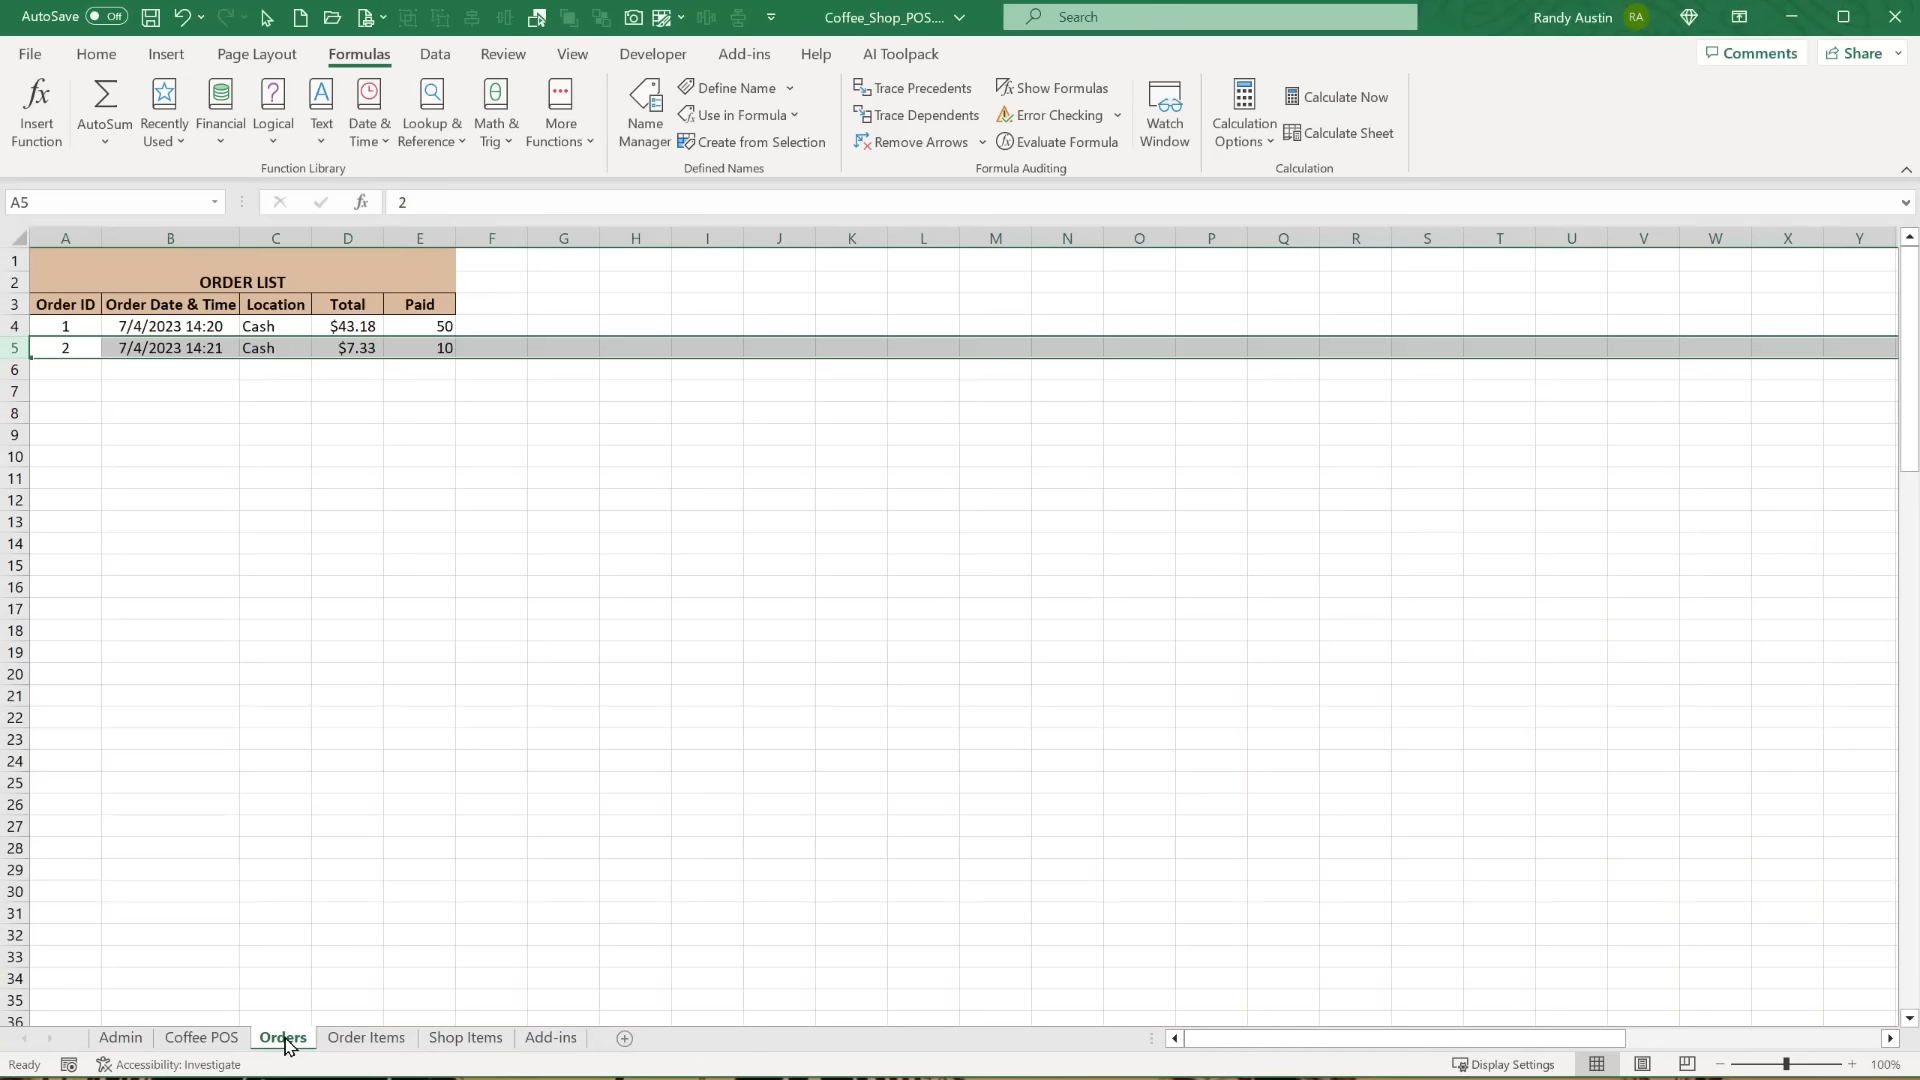 AutoSave Off Coffee_Shop_POS.... Search Randy Austin RA
File Home Insert Page Layout Formulas Data Review View Developer Add-ins Help AI Toolpack Comments Share
Insert Function AutoSum Recently Used Financial Logical Text Date & Time Lookup & Reference Math & Trig More Functions
Function Library
Name Manager Define Name Use in Formula Create from Selection
Defined Names
Trace Precedents Trace Dependents Remove Arrows Show Formulas Error Checking Evaluate Formula
Formula Auditing
Watch Window
Calculation Options Calculate Now Calculate Sheet
Calculation
A5 fx 2
A B C D E F G H I J K L M N O P Q R S T U V W X Y
1
2 ORDER LIST
3 Order ID Order Date & Time Location Total Paid
4 1 7/4/2023 14:20 Cash $43.18 50
5 2 7/4/2023 14:21 Cash $7.33 10
6
7
8
9
10
11
12
13
14
15
16
17
18
19
20
21
22
23
24
25
26
27
28
29
30
31
32
33
34
35
36
Admin Coffee POS Orders Order Items Shop Items Add-ins
Ready Accessibility: Investigate Display Settings 100%